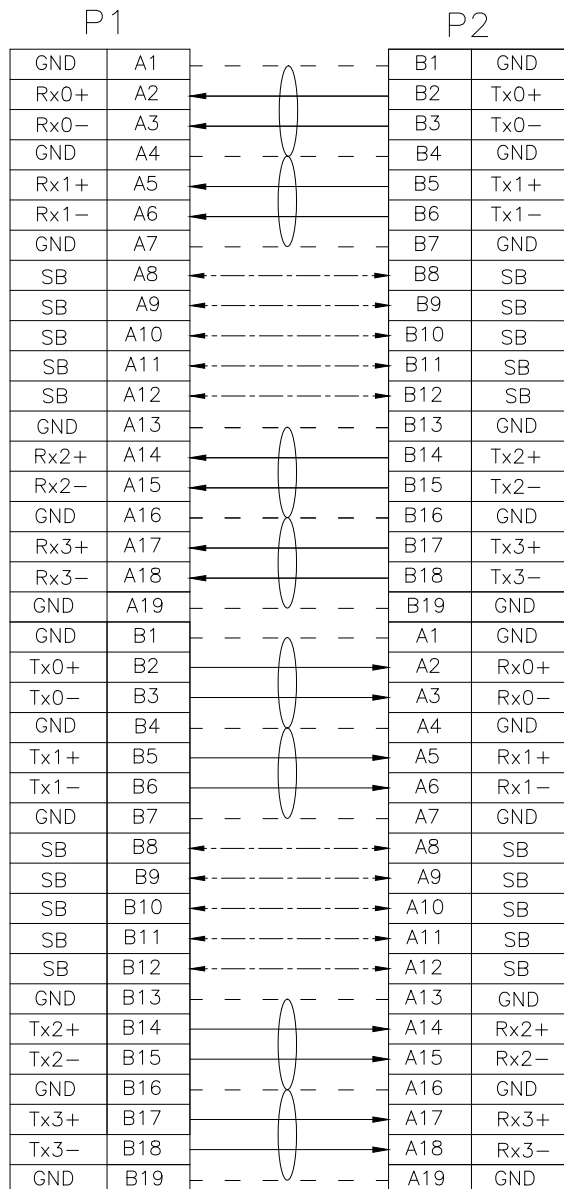 P1 P2
GND A1 B1 GND
Rx0+ A2 B2 Tx0+
Rx0- A3 B3 Tx0-
GND A4 B4 GND
Rx1+ A5 B5 Tx1+
Rx1- A6 B6 Tx1-
GND A7 B7 GND
SB A8 B8 SB
SB A9 B9 SB
SB A10 B10 SB
SB A11 B11 SB
SB A12 B12 SB
GND A13 B13 GND
Rx2+ A14 B14 Tx2+
Rx2- A15 B15 Tx2-
GND A16 B16 GND
Rx3+ A17 B17 Tx3+
Rx3- A18 B18 Tx3-
GND A19 B19 GND
GND B1 A1 GND
Tx0+ B2 A2 Rx0+
Tx0- B3 A3 Rx0-
GND B4 A4 GND
Tx1+ B5 A5 Rx1+
Tx1- B6 A6 Rx1-
GND B7 A7 GND
SB B8 A8 SB
SB B9 A9 SB
SB B10 A10 SB
SB B11 A11 SB
SB B12 A12 SB
GND B13 A13 GND
Tx2+ B14 A14 Rx2+
Tx2- B15 A15 Rx2-
GND B16 A16 GND
Tx3+ B17 A17 Rx3+
Tx3- B18 A18 Rx3-
GND B19 A19 GND